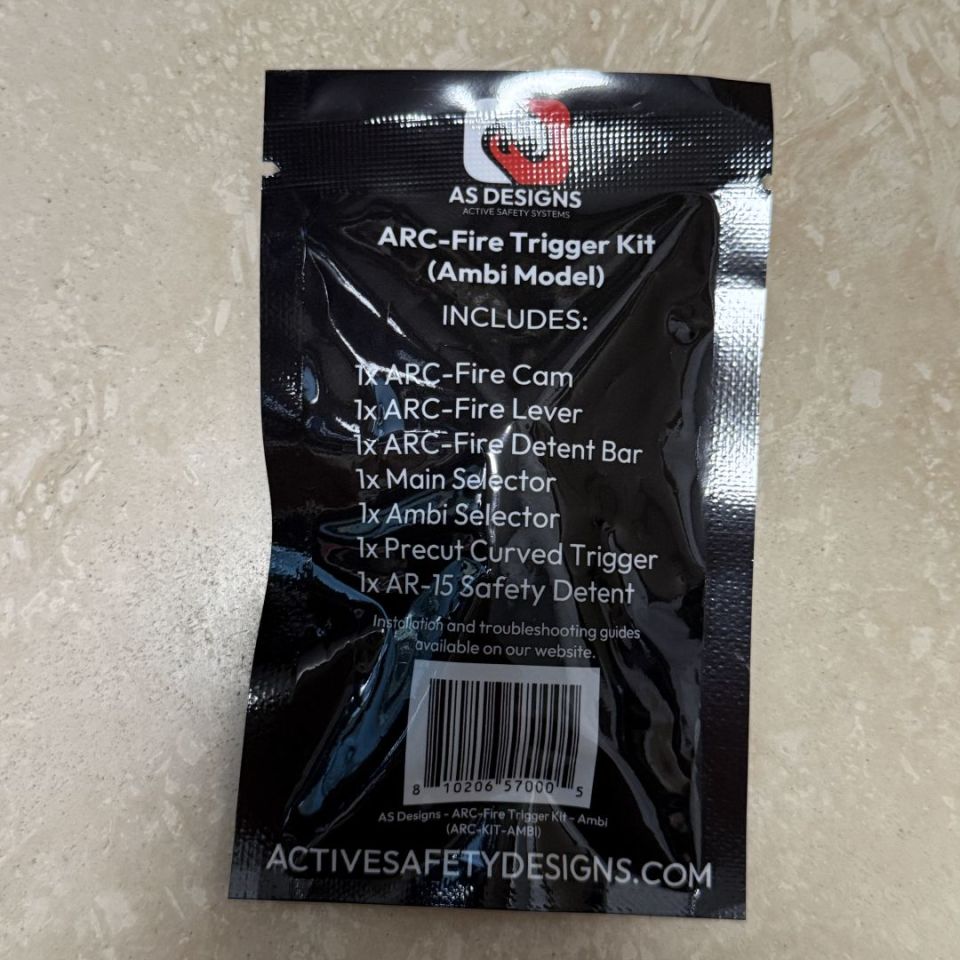 AS DESIGNS
ACTIVE SAFETY SYSTEMS
ARC-Fire Trigger Kit
(Ambi Model)
INCLUDES:
1x ARC-Fire Cam
1x ARC-Fire Lever
1x ARC-Fire Detent Bar
1x Main Selector
1x Ambi Selector
1x Precut Curved Trigger
1x AR-15 Safety Detent
Installation and troubleshooting guides
available on our website.
8 10206 57000 5
AS Designs - ARC-Fire Trigger Kit - Ambi
(ARC-KIT-AMBI)
ACTIVESAFETYDESIGNS.COM